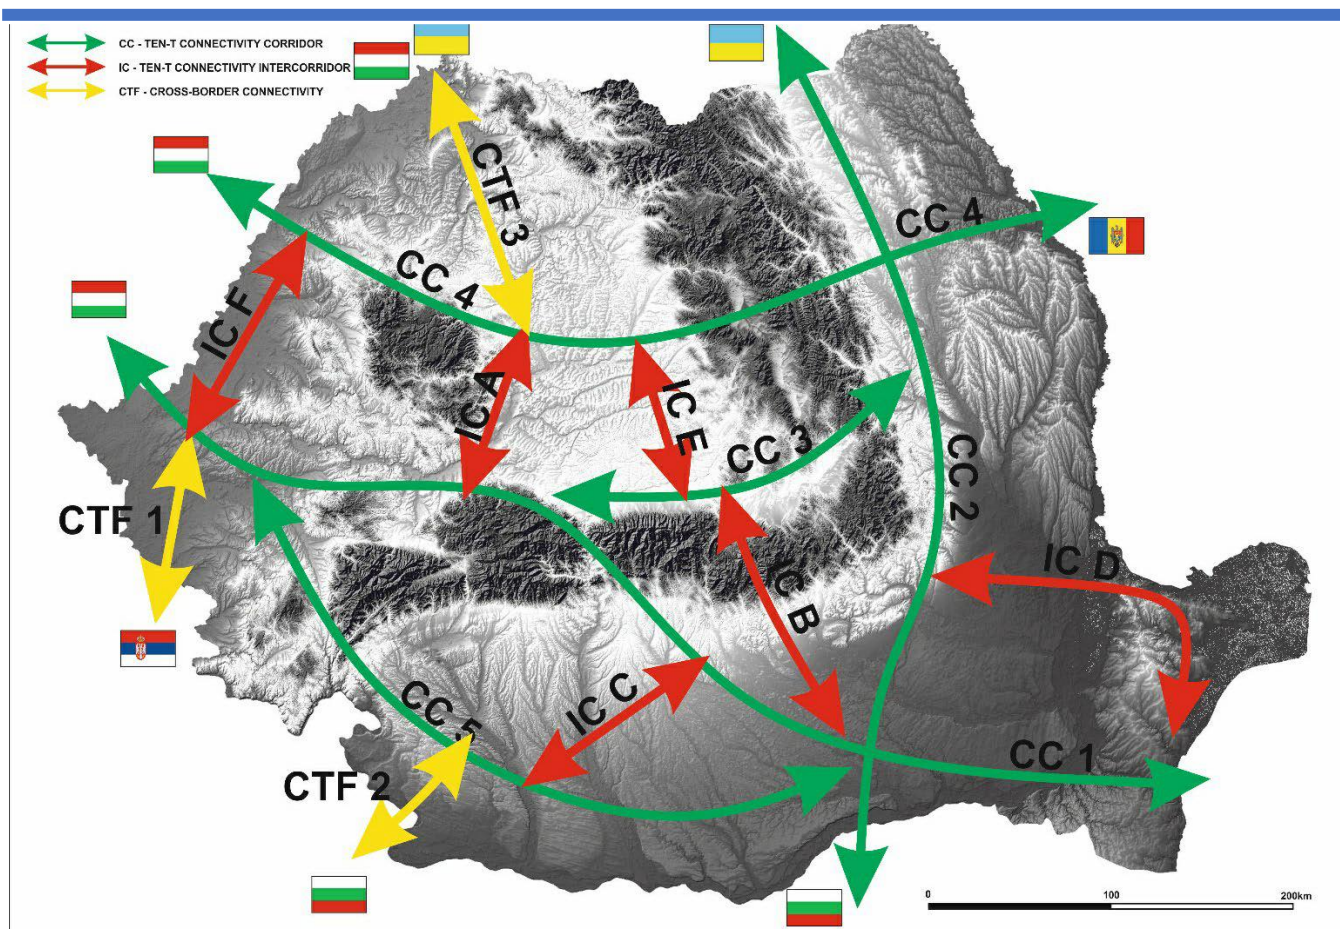 CC - TEN-T CONNECTIVITY CORRIDOR
IC - TEN-T CONNECTIVITY INTERCORRIDOR
CTF - CROSS-BORDER CONNECTIVITY
CTF 3
CC 4
CC 4
IC F
IC A
IC E
CC 3
CC 2
CTF 1
IC D
IC B
IC C
CC 5
CC 1
CTF 2
0 100 200km